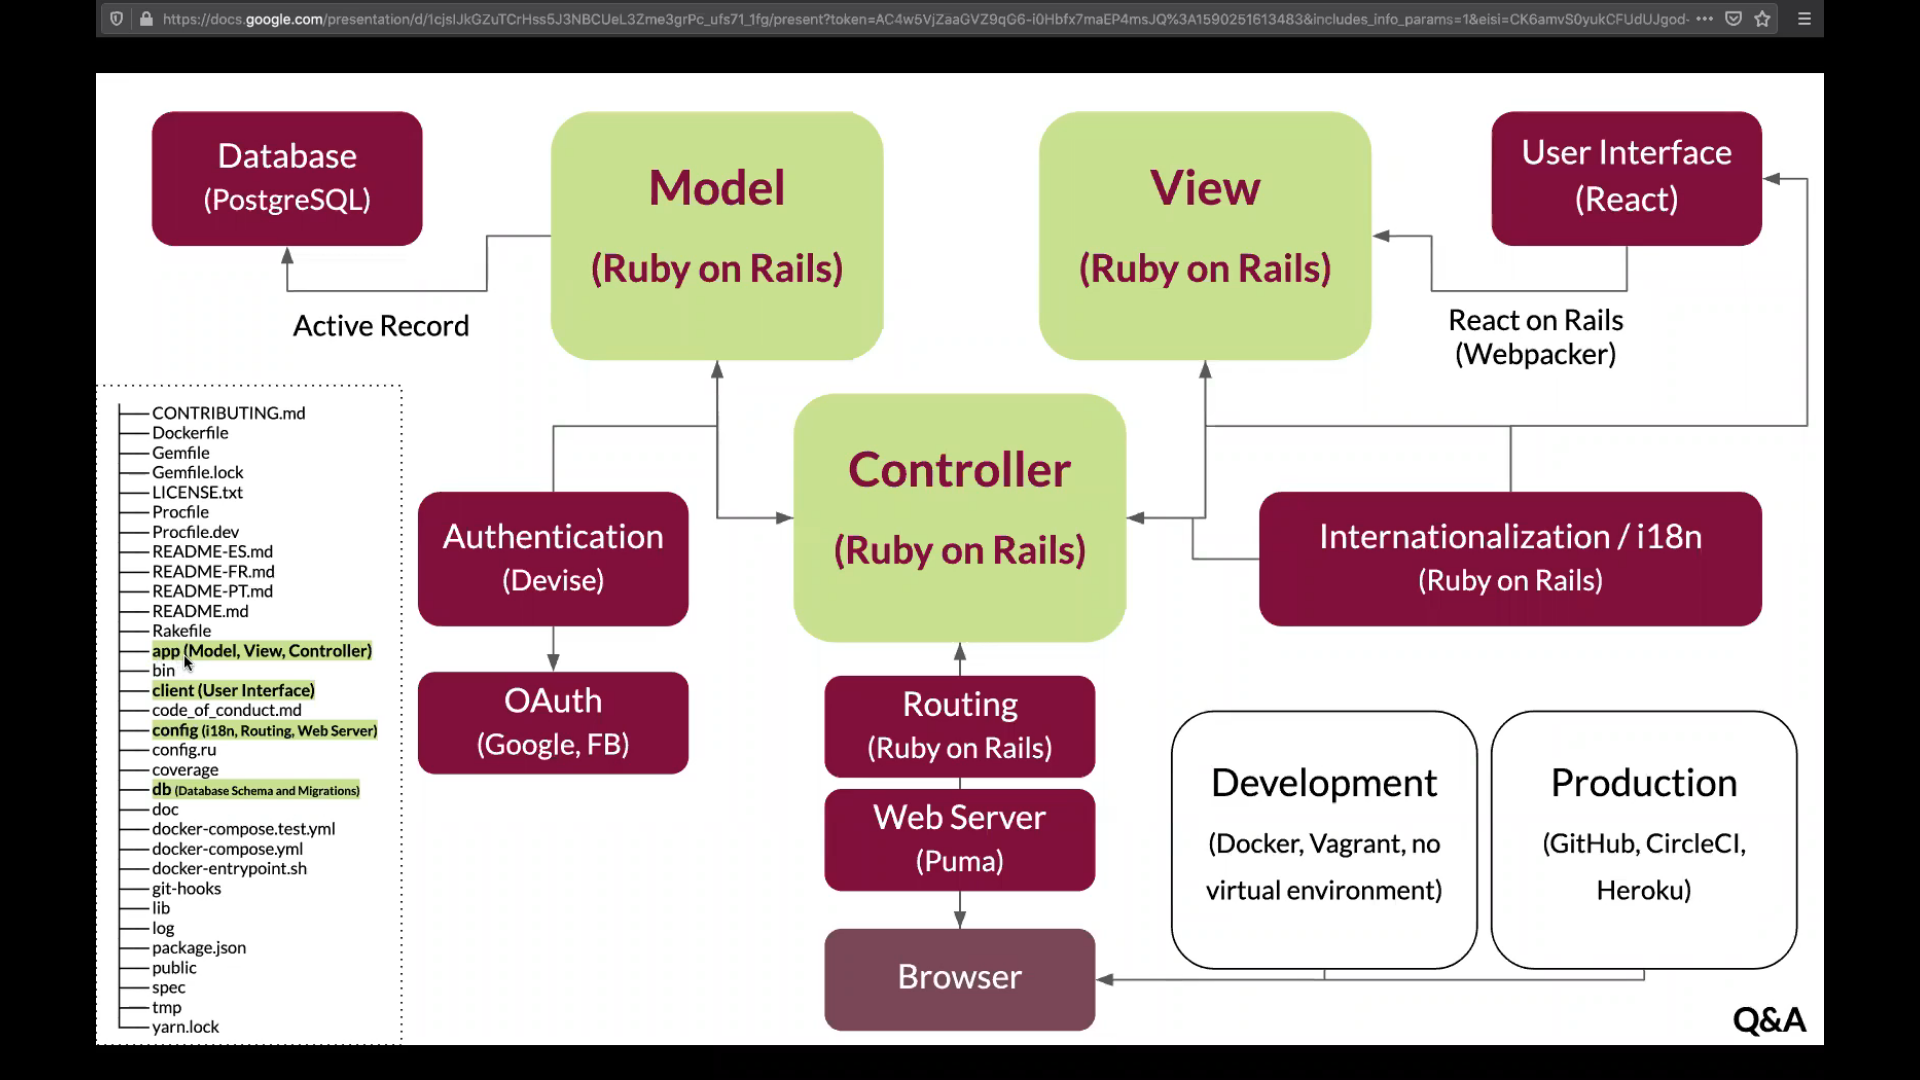 https://docs.google.com/presentation/d/1cjsIJkGZuTCrHss5J3NBCUeL3Zme3grPc_ufs71_1fg/present?token=AC4w5VjZaaGVZ9qG6-i0Hbfx7maEP4msJQ%3A1590251613483&includes_info_params=1&eisi=CK6amvS0yukCFUdUJgod-
Database
(PostgreSQL)
Model
(Ruby on Rails)
View
(Ruby on Rails)
User Interface
(React)
Active Record
React on Rails
(Webpacker)
CONTRIBUTING.md
Dockerfile
Gemfile
Gemfile.lock
LICENSE.txt
Procfile
Procfile.dev
README-ES.md
README-FR.md
README-PT.md
README.md
Rakefile
app (Model, View, Controller)
bin
client (User Interface)
code_of_conduct.md
config (i18n, Routing, Web Server)
config.ru
coverage
db (Database Schema and Migrations)
doc
docker-compose.test.yml
docker-compose.yml
docker-entrypoint.sh
git-hooks
lib
log
package.json
public
spec
tmp
yarn.lock
Authentication
(Devise)
OAuth
(Google, FB)
Controller
(Ruby on Rails)
Routing
(Ruby on Rails)
Web Server
(Puma)
Browser
Internationalization / i18n
(Ruby on Rails)
Development
(Docker, Vagrant, no
virtual environment)
Production
(GitHub, CircleCI,
Heroku)
Q&A